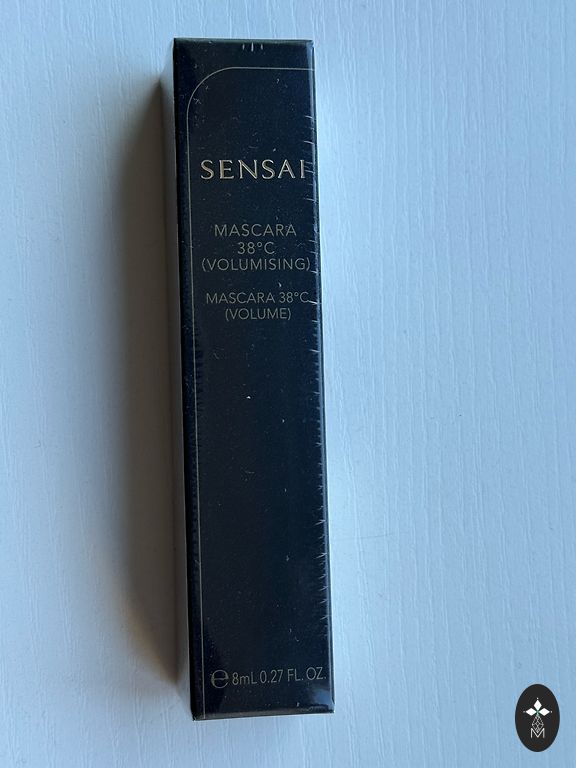 SENSAI
MASCARA
38°C
(VOLUMISING)
MASCARA 38°C
(VOLUME)
℮ 8mL 0.27 FL. OZ.
M